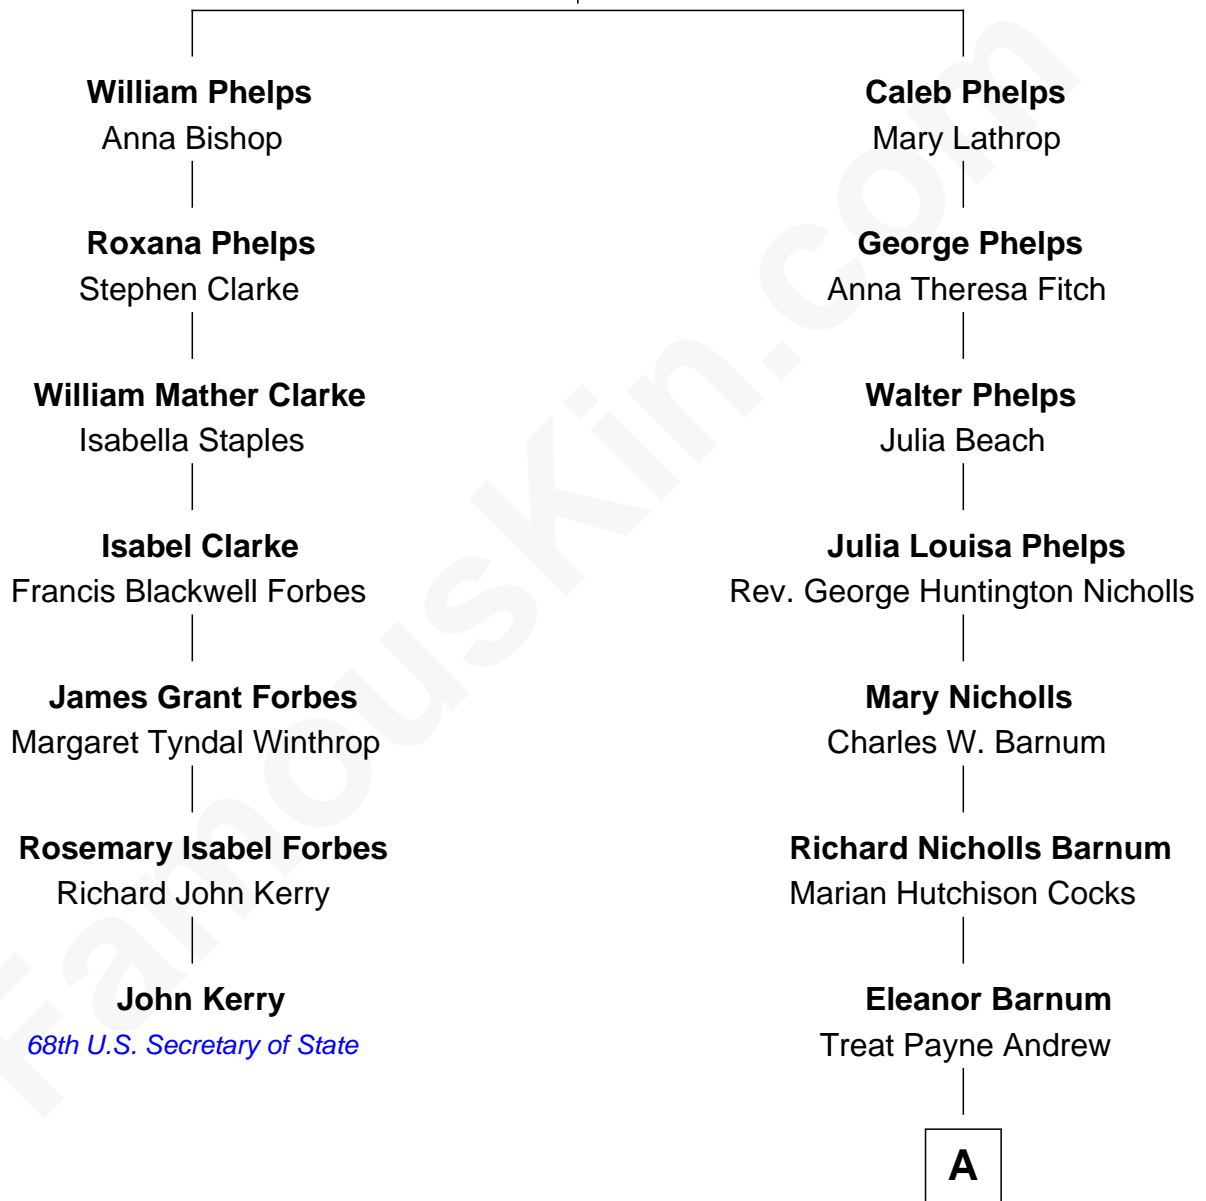 William Phelps
Anna Bishop
Roxana Phelps
Stephen Clarke
William Mather Clarke
Isabella Staples
Isabel Clarke
Francis Blackwell Forbes
James Grant Forbes
Margaret Tyndal Winthrop
Rosemary Isabel Forbes
Richard John Kerry
John Kerry
68th U.S. Secretary of State
Caleb Phelps
Mary Lathrop
George Phelps
Anna Theresa Fitch
Walter Phelps
Julia Beach
Julia Louisa Phelps
Rev. George Huntington Nicholls
Mary Nicholls
Charles W. Barnum
Richard Nicholls Barnum
Marian Hutchison Cocks
Eleanor Barnum
Treat Payne Andrew
A
FamousKin.com